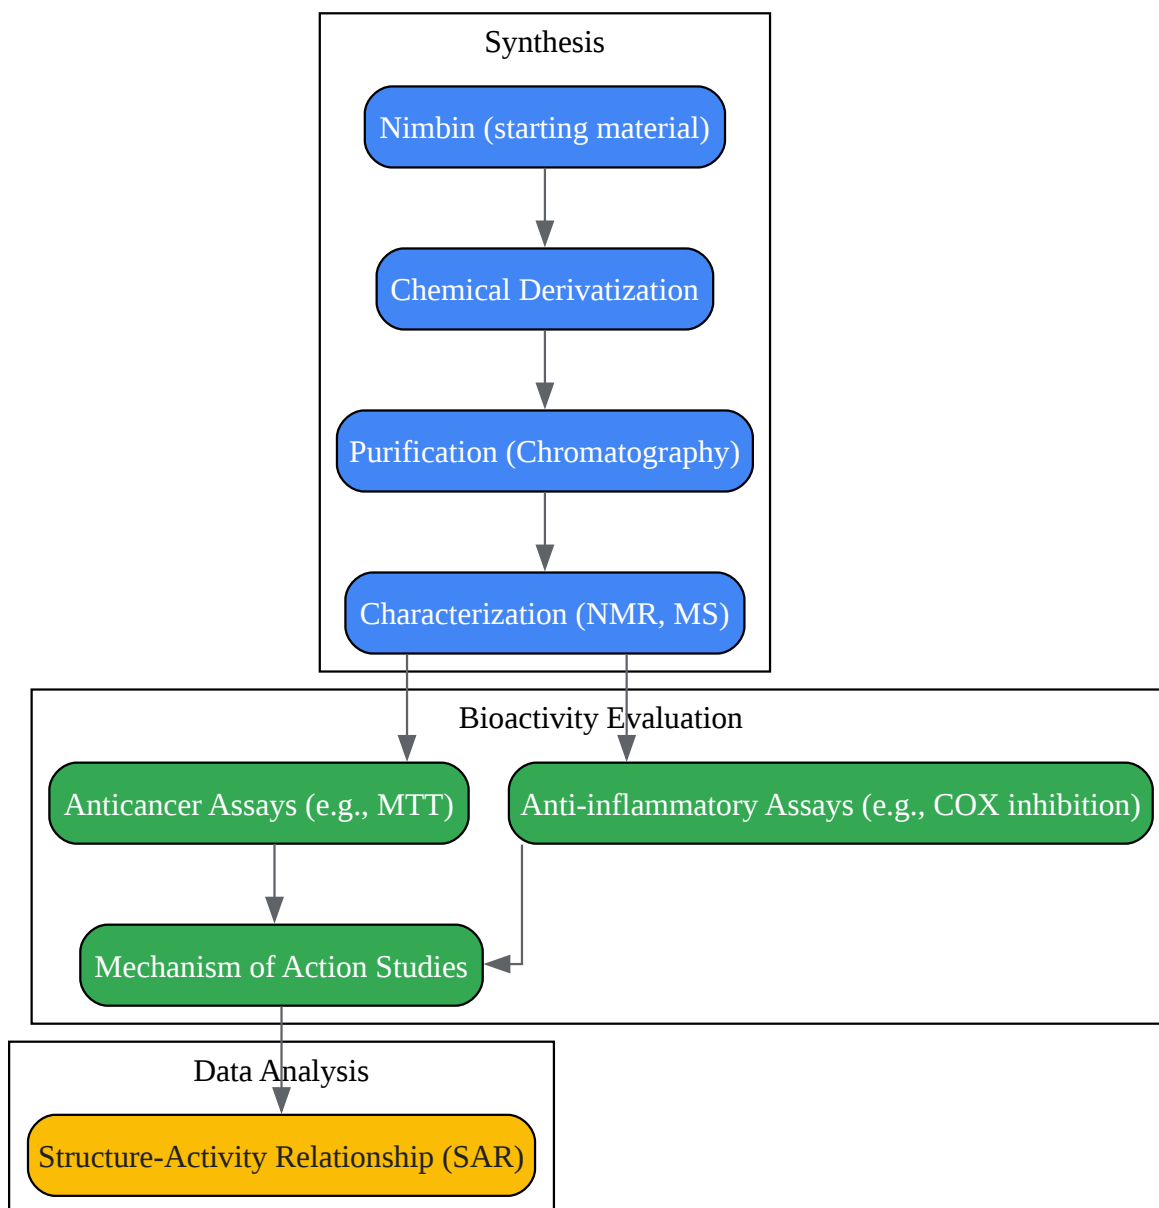 Synthesis
Nimbin (starting material)
Chemical Derivatization
Purification (Chromatography)
Characterization (NMR, MS)
Bioactivity Evaluation
Anticancer Assays (e.g., MTT)
Anti-inflammatory Assays (e.g., COX inhibition)
Mechanism of Action Studies
Data Analysis
Structure-Activity Relationship (SAR)